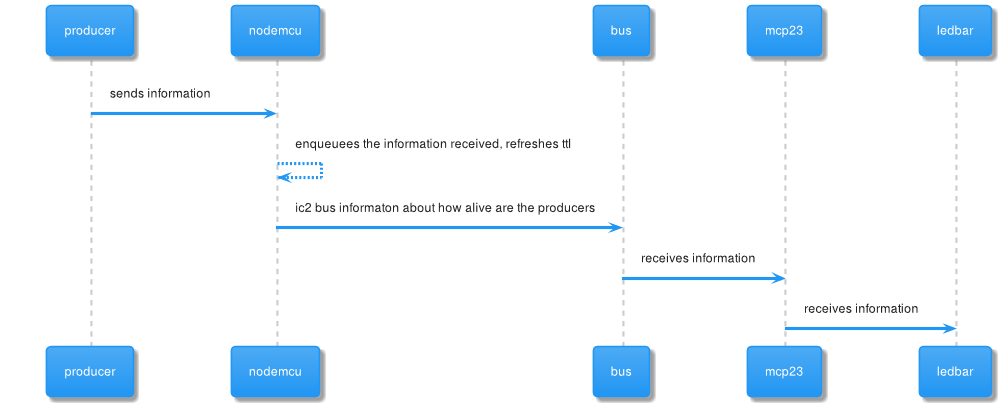 producer
nodemcu
bus
mcp23
ledbar
sends information
enqueuees the information received, refreshes ttl
ic2 bus informaton about how alive are the producers
receives information
receives information
producer
nodemcu
bus
mcp23
ledbar